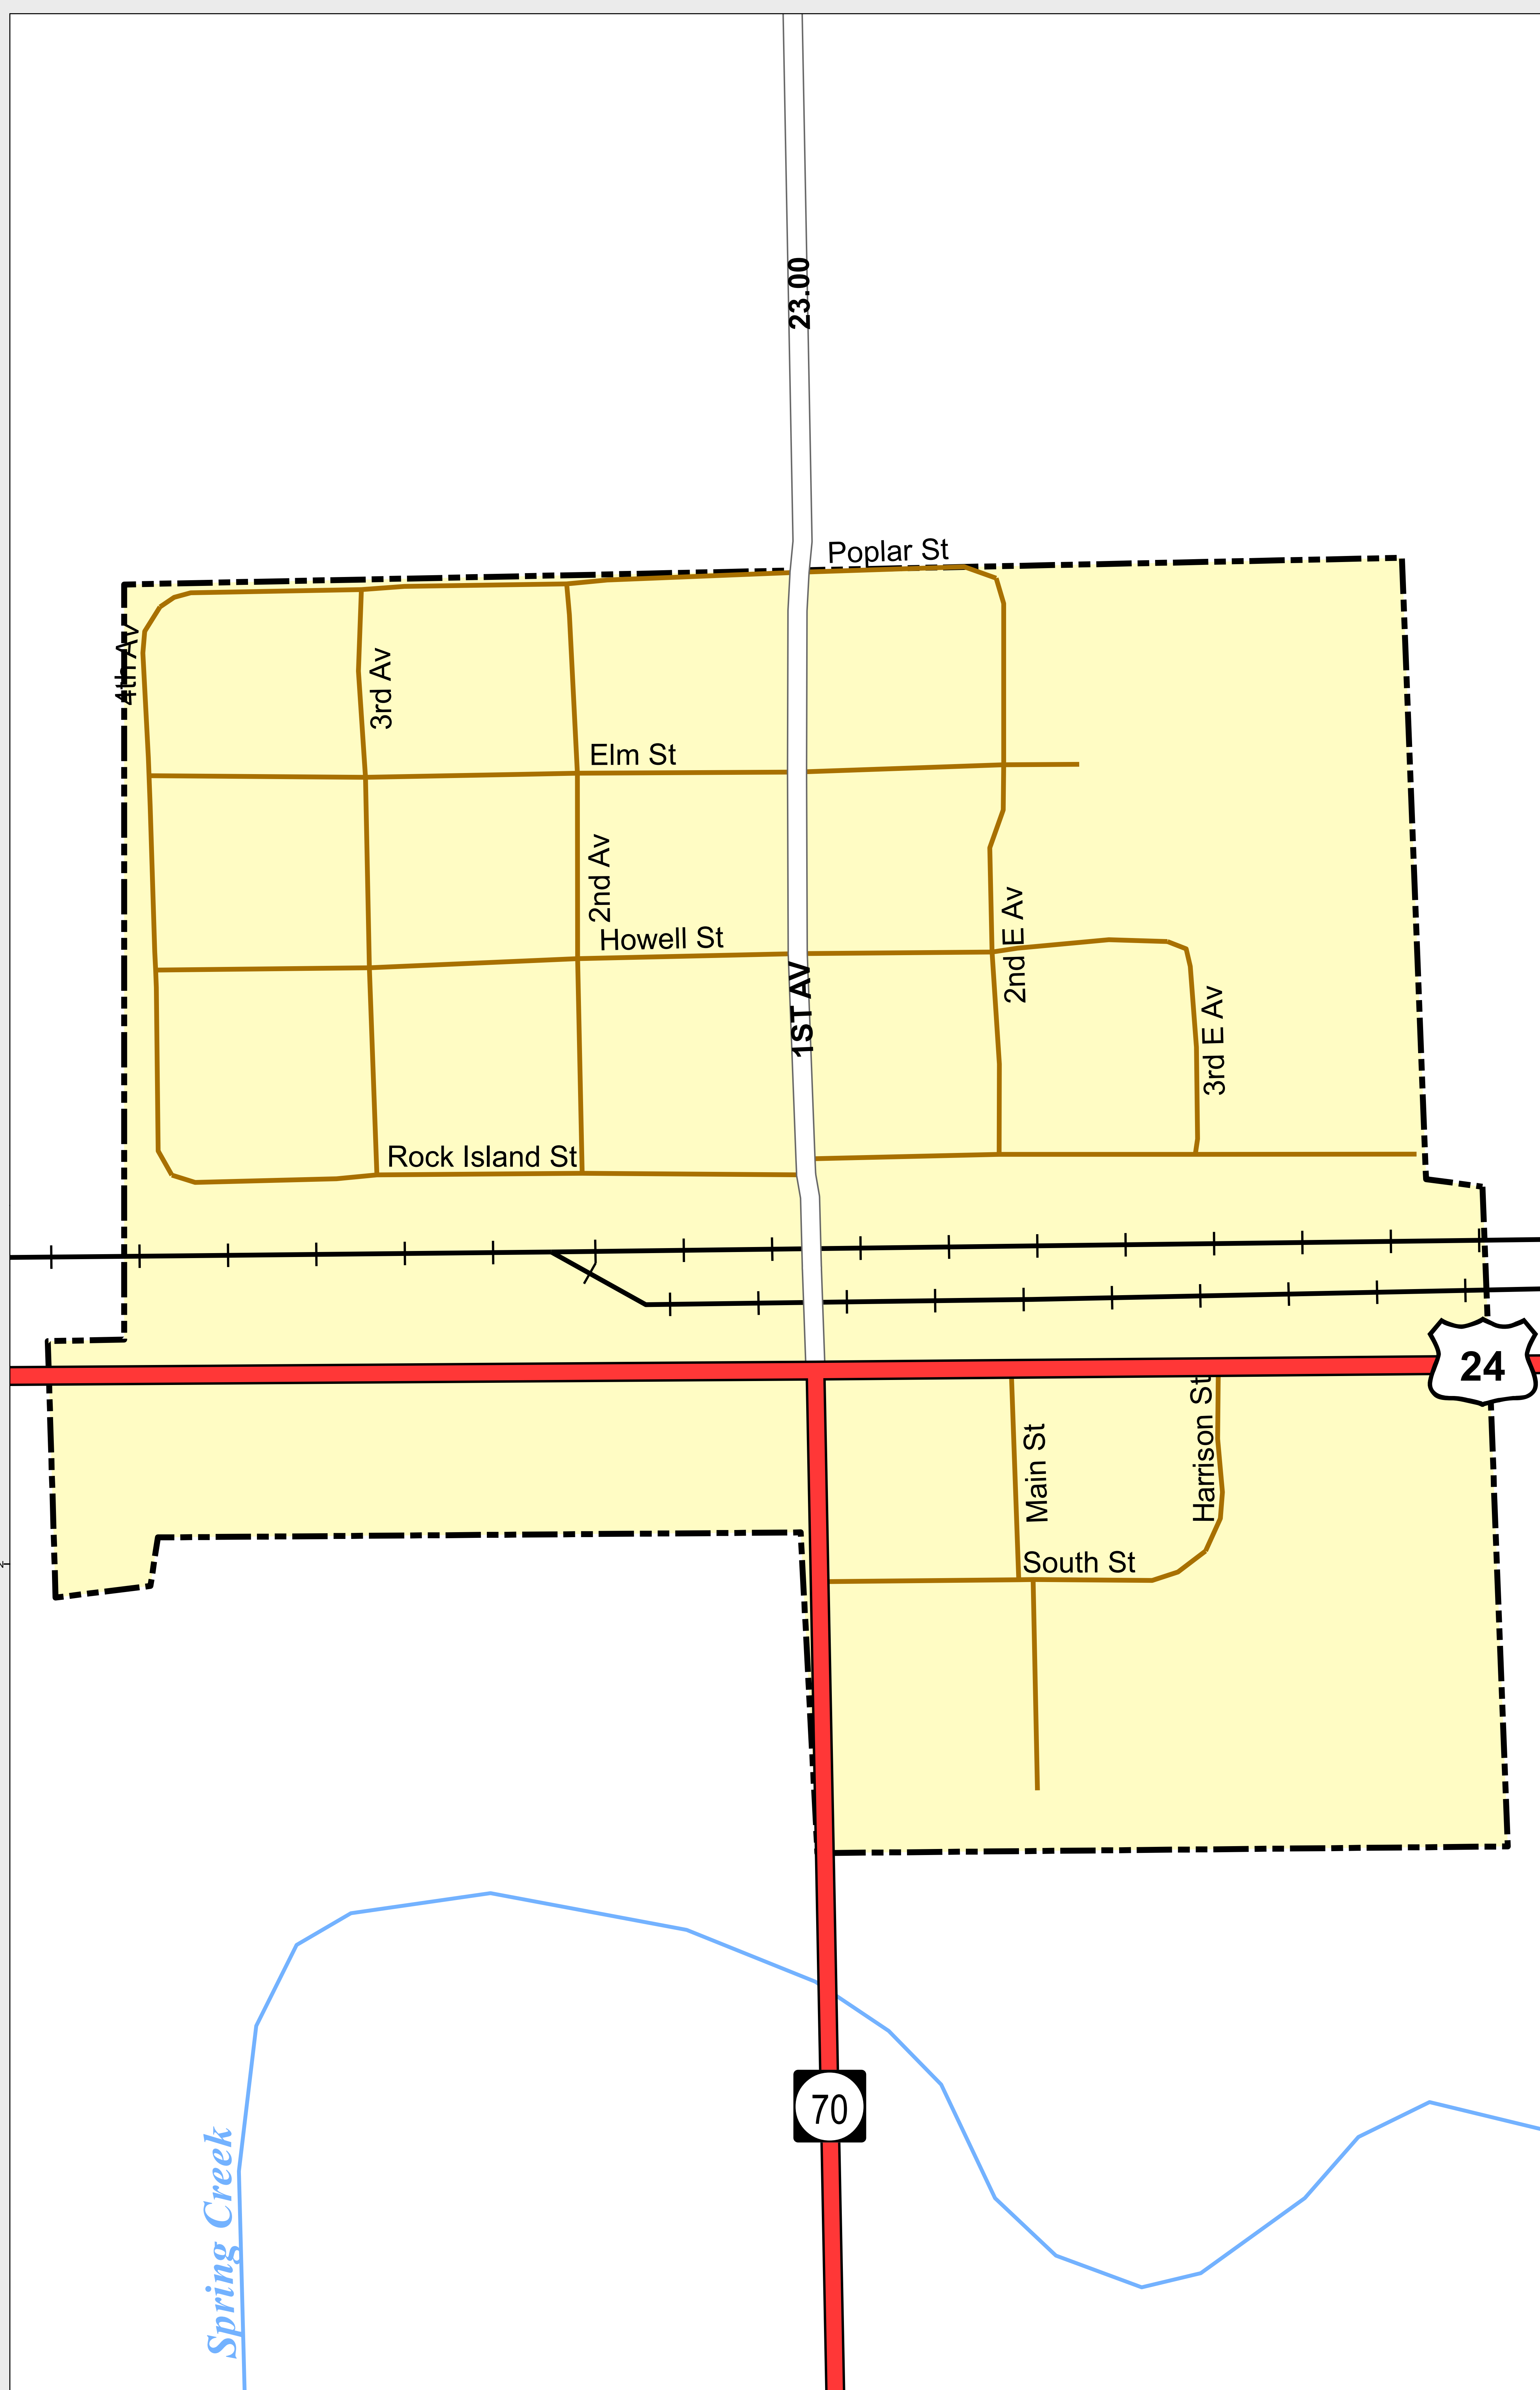 23.00
Poplar St
4th Av
3rd Av
Elm St
2nd Av
Howell St
2nd E Av
1ST AV
3rd E Av
Rock Island St
24
Main St
Harrison St
South St
70
Spring Creek